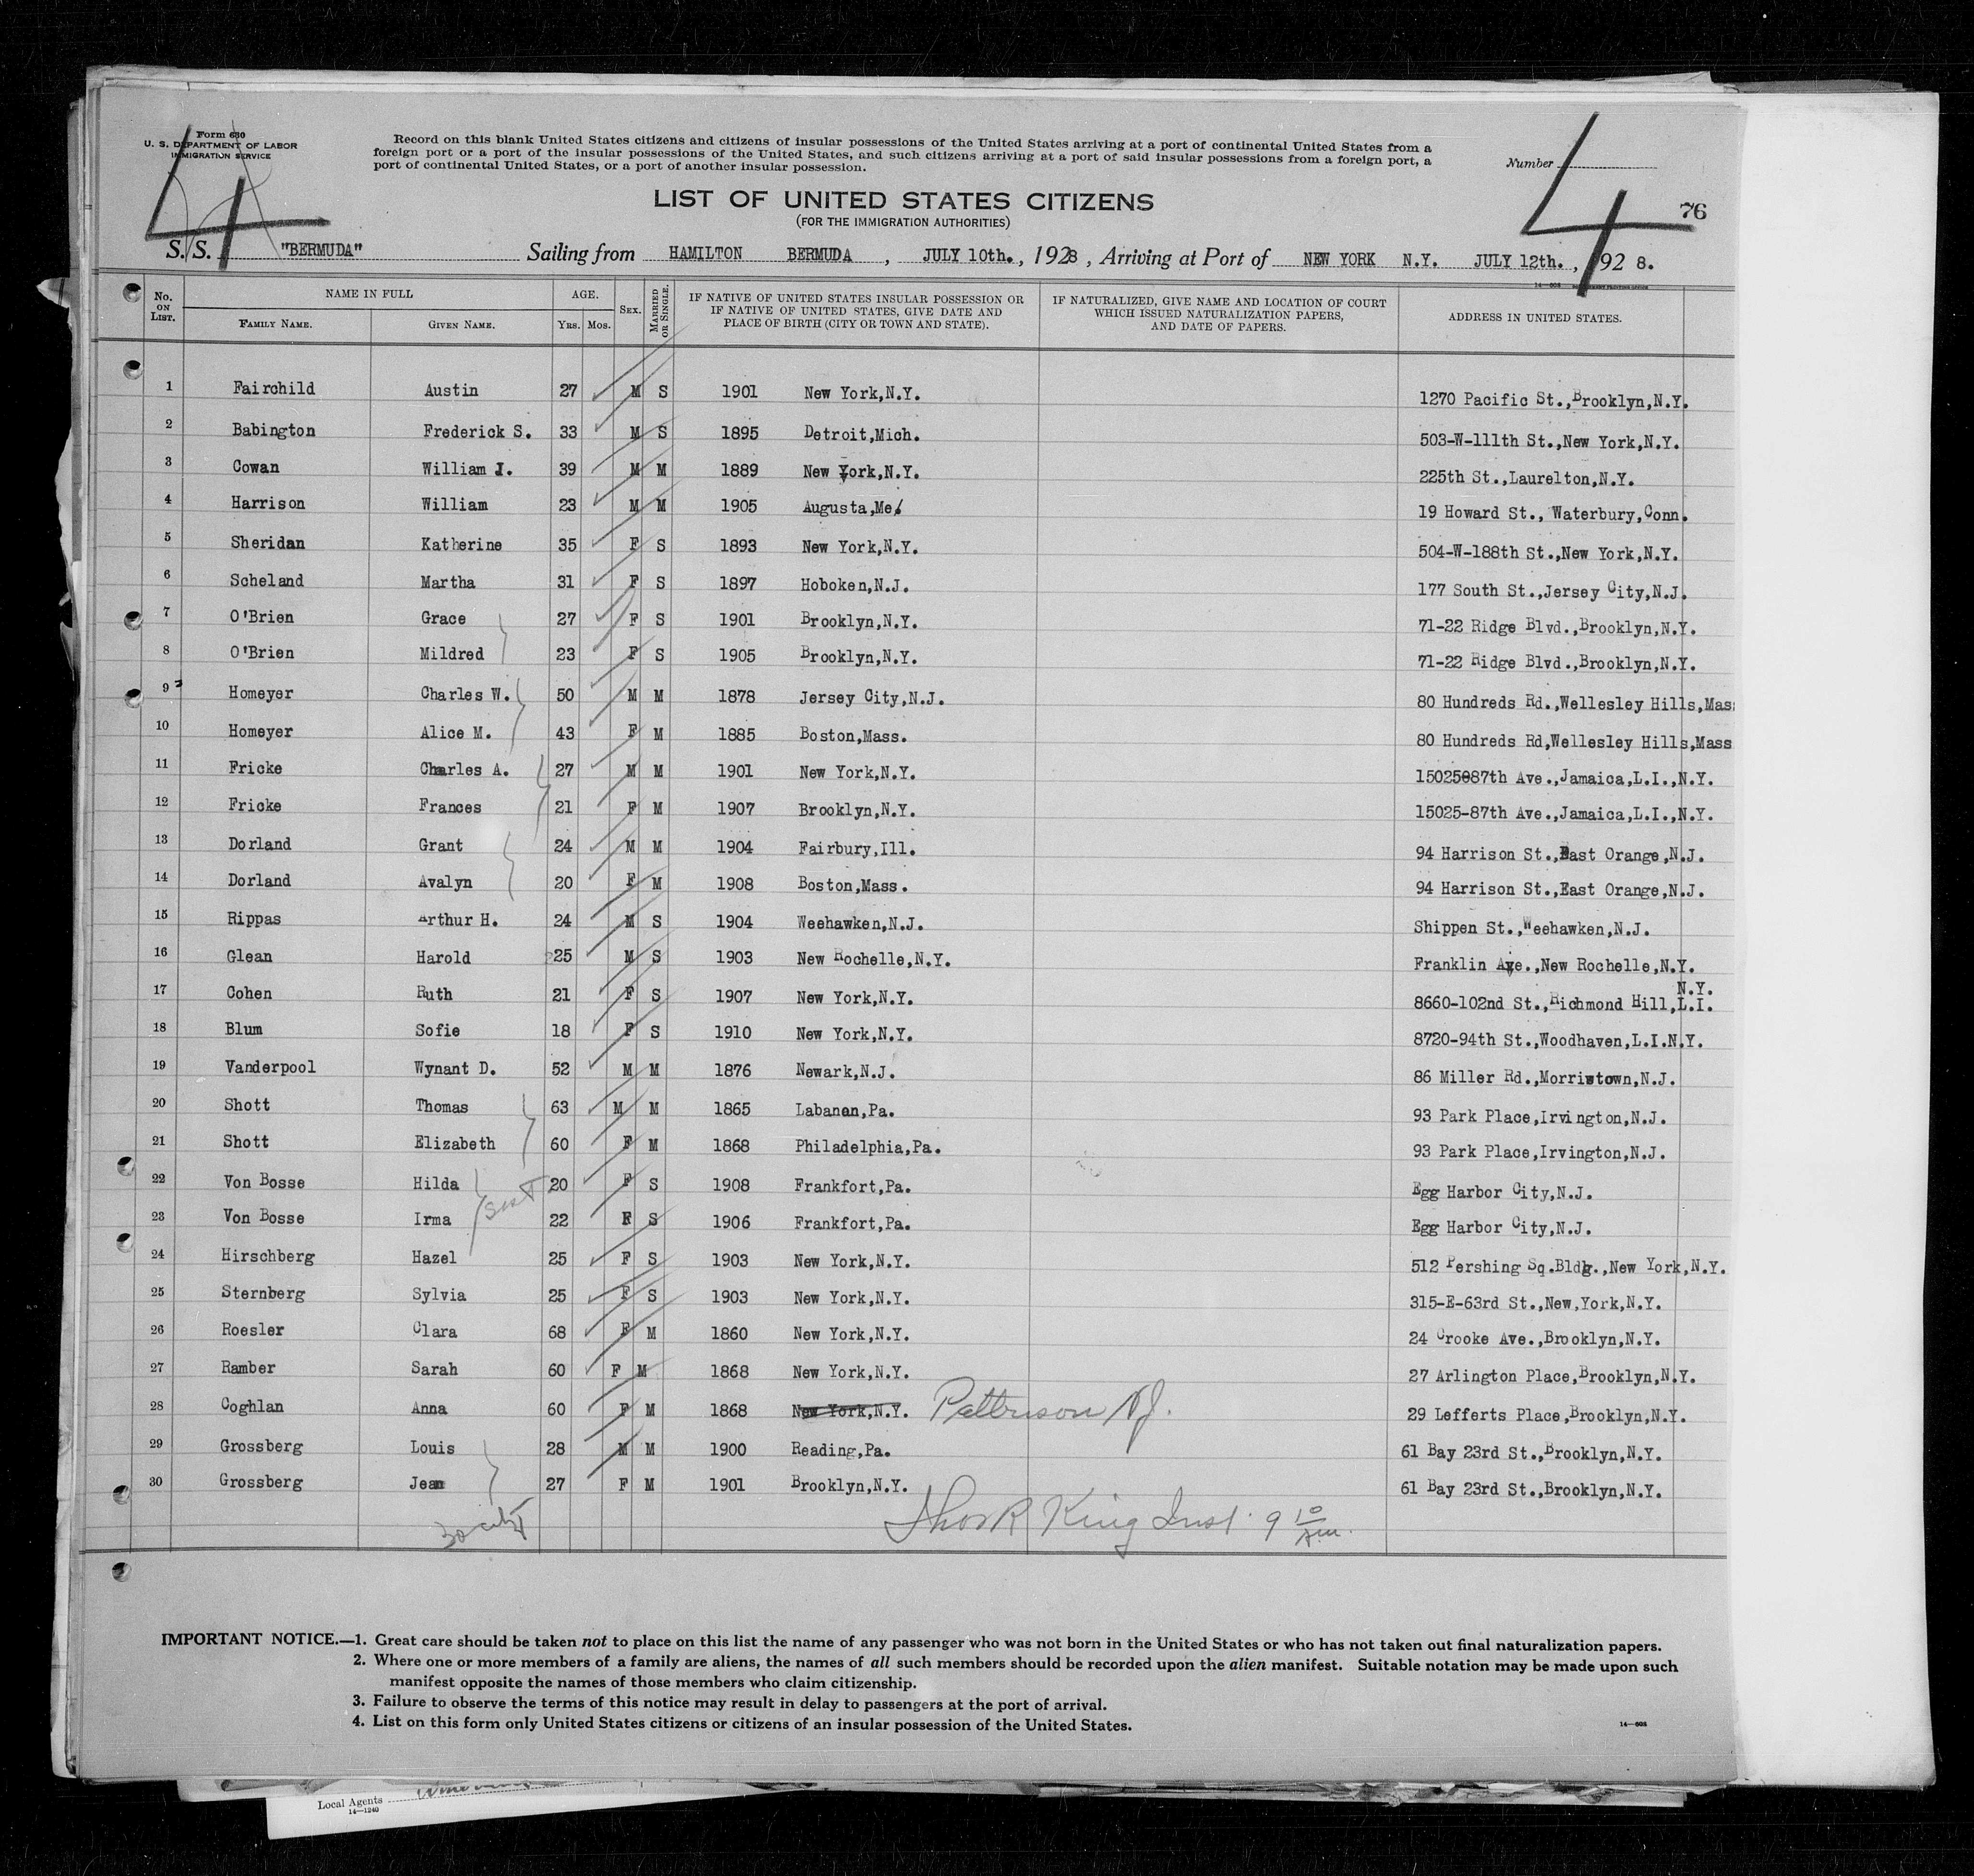 Form 630
U. S. DEPARTMENT OF LABOR
IMMIGRATION SERVICE
Record on this blank United States citizens and citizens of insular possessions of the United States arriving at a port of continental United States from a
foreign port or a port of the insular possessions of the United States, and such citizens arriving at a port of said insular possessions from a foreign port, a
port of continental United States, or a port of another insular possession.
Number
4
4
76
LIST OF UNITED STATES CITIZENS
(FOR THE IMMIGRATION AUTHORITIES)
S. S. "BERMUDA" Sailing from HAMILTON BERMUDA , JULY 10th. , 1928 , Arriving at Port of NEW YORK N.Y. JULY 12th. , 192 8.
No. ON LIST. NAME IN FULL FAMILY NAME. GIVEN NAME. AGE. YRS. MOS. SEX. MARRIED OR SINGLE. IF NATIVE OF UNITED STATES INSULAR POSSESSION OR IF NATIVE OF UNITED STATES, GIVE DATE AND PLACE OF BIRTH (CITY OR TOWN AND STATE). IF NATURALIZED, GIVE NAME AND LOCATION OF COURT WHICH ISSUED NATURALIZATION PAPERS, AND DATE OF PAPERS. ADDRESS IN UNITED STATES.
1 Fairchild Austin 27 M S 1901 New York,N.Y. 1270 Pacific St.,Brooklyn,N.Y.
2 Babington Frederick S. 33 M S 1895 Detroit,Mich. 503-W-111th St.,New York,N.Y.
3 Cowan William J. 39 M M 1889 New York,N.Y. 225th St.,Laurelton,N.Y.
4 Harrison William 23 M M 1905 Augusta,Me. 19 Howard St., Waterbury,Conn.
5 Sheridan Katherine 35 F S 1893 New York,N.Y. 504-W-188th St.,New York,N.Y.
6 Scheland Martha 31 F S 1897 Hoboken,N.J. 177 South St.,Jersey City,N.J.
7 O'Brien Grace 27 F S 1901 Brooklyn,N.Y. 71-22 Ridge Blvd.,Brooklyn,N.Y.
8 O'Brien Mildred 23 F S 1905 Brooklyn,N.Y. 71-22 Ridge Blvd.,Brooklyn,N.Y.
9 Homeyer Charles W. 50 M M 1878 Jersey City,N.J. 80 Hundreds Rd.,Wellesley Hills,Mas
10 Homeyer Alice M. 43 F M 1885 Boston,Mass. 80 Hundreds Rd,Wellesley Hills,Mass
11 Fricke Charles A. 27 M M 1901 New York,N.Y. 15025-87th Ave.,Jamaica,L.I.,N.Y.
12 Fricke Frances 21 F M 1907 Brooklyn,N.Y. 15025-87th Ave.,Jamaica,L.I.,N.Y.
13 Dorland Grant 24 M M 1904 Fairbury,Ill. 94 Harrison St.,East Orange,N.J.
14 Dorland Avalyn 20 F M 1908 Boston,Mass. 94 Harrison St.,East Orange,N.J.
15 Rippas Arthur H. 24 M S 1904 Weehawken,N.J. Shippen St.,Weehawken,N.J.
16 Glean Harold 25 M S 1903 New Rochelle,N.Y. Franklin Ave.,New Rochelle,N.Y.
17 Cohen Ruth 21 F S 1907 New York,N.Y. 8660-102nd St.,Richmond Hill,L.I. N.Y.
18 Blum Sofie 18 F S 1910 New York,N.Y. 8720-94th St.,Woodhaven,L.I.N.Y.
19 Vanderpool Wynant D. 52 M M 1876 Newark,N.J. 86 Miller Rd.,Morristown,N.J.
20 Shott Thomas 63 M M 1865 Labanan,Pa. 93 Park Place,Irvington,N.J.
21 Shott Elizabeth 60 F M 1868 Philadelphia,Pa. 93 Park Place,Irvington,N.J.
22 Von Bosse Hilda 20 F S 1908 Frankfort,Pa. Egg Harbor City,N.J.
23 Von Bosse Irma 22 F S 1906 Frankfort,Pa. Egg Harbor City,N.J.
24 Hirschberg Hazel 25 F S 1903 New York,N.Y. 512 Pershing Sq.Bldg.,New York,N.Y.
25 Sternberg Sylvia 25 F S 1903 New York,N.Y. 315-E-63rd St.,New,York,N.Y.
26 Roesler Clara 68 F M 1860 New York,N.Y. 24 Crooke Ave.,Brooklyn,N.Y.
27 Ramber Sarah 60 F M 1868 New York,N.Y. 27 Arlington Place,Brooklyn,N.Y.
28 Coghlan Anna 60 F M 1868 New York,N.Y. Patterson NJ. 29 Lefferts Place,Brooklyn,N.Y.
29 Grossberg Louis 28 M M 1900 Reading,Pa. 61 Bay 23rd St.,Brooklyn,N.Y.
30 Grossberg Jean 27 F M 1901 Brooklyn,N.Y. 61 Bay 23rd St.,Brooklyn,N.Y.
Thos R King Insp. 9 10 Am.
IMPORTANT NOTICE.—1. Great care should be taken not to place on this list the name of any passenger who was not born in the United States or who has not taken out final naturalization papers.
2. Where one or more members of a family are aliens, the names of all such members should be recorded upon the alien manifest. Suitable notation may be made upon such
manifest opposite the names of those members who claim citizenship.
3. Failure to observe the terms of this notice may result in delay to passengers at the port of arrival.
4. List on this form only United States citizens or citizens of an insular possession of the United States.
14—608
Local Agents
14—1240